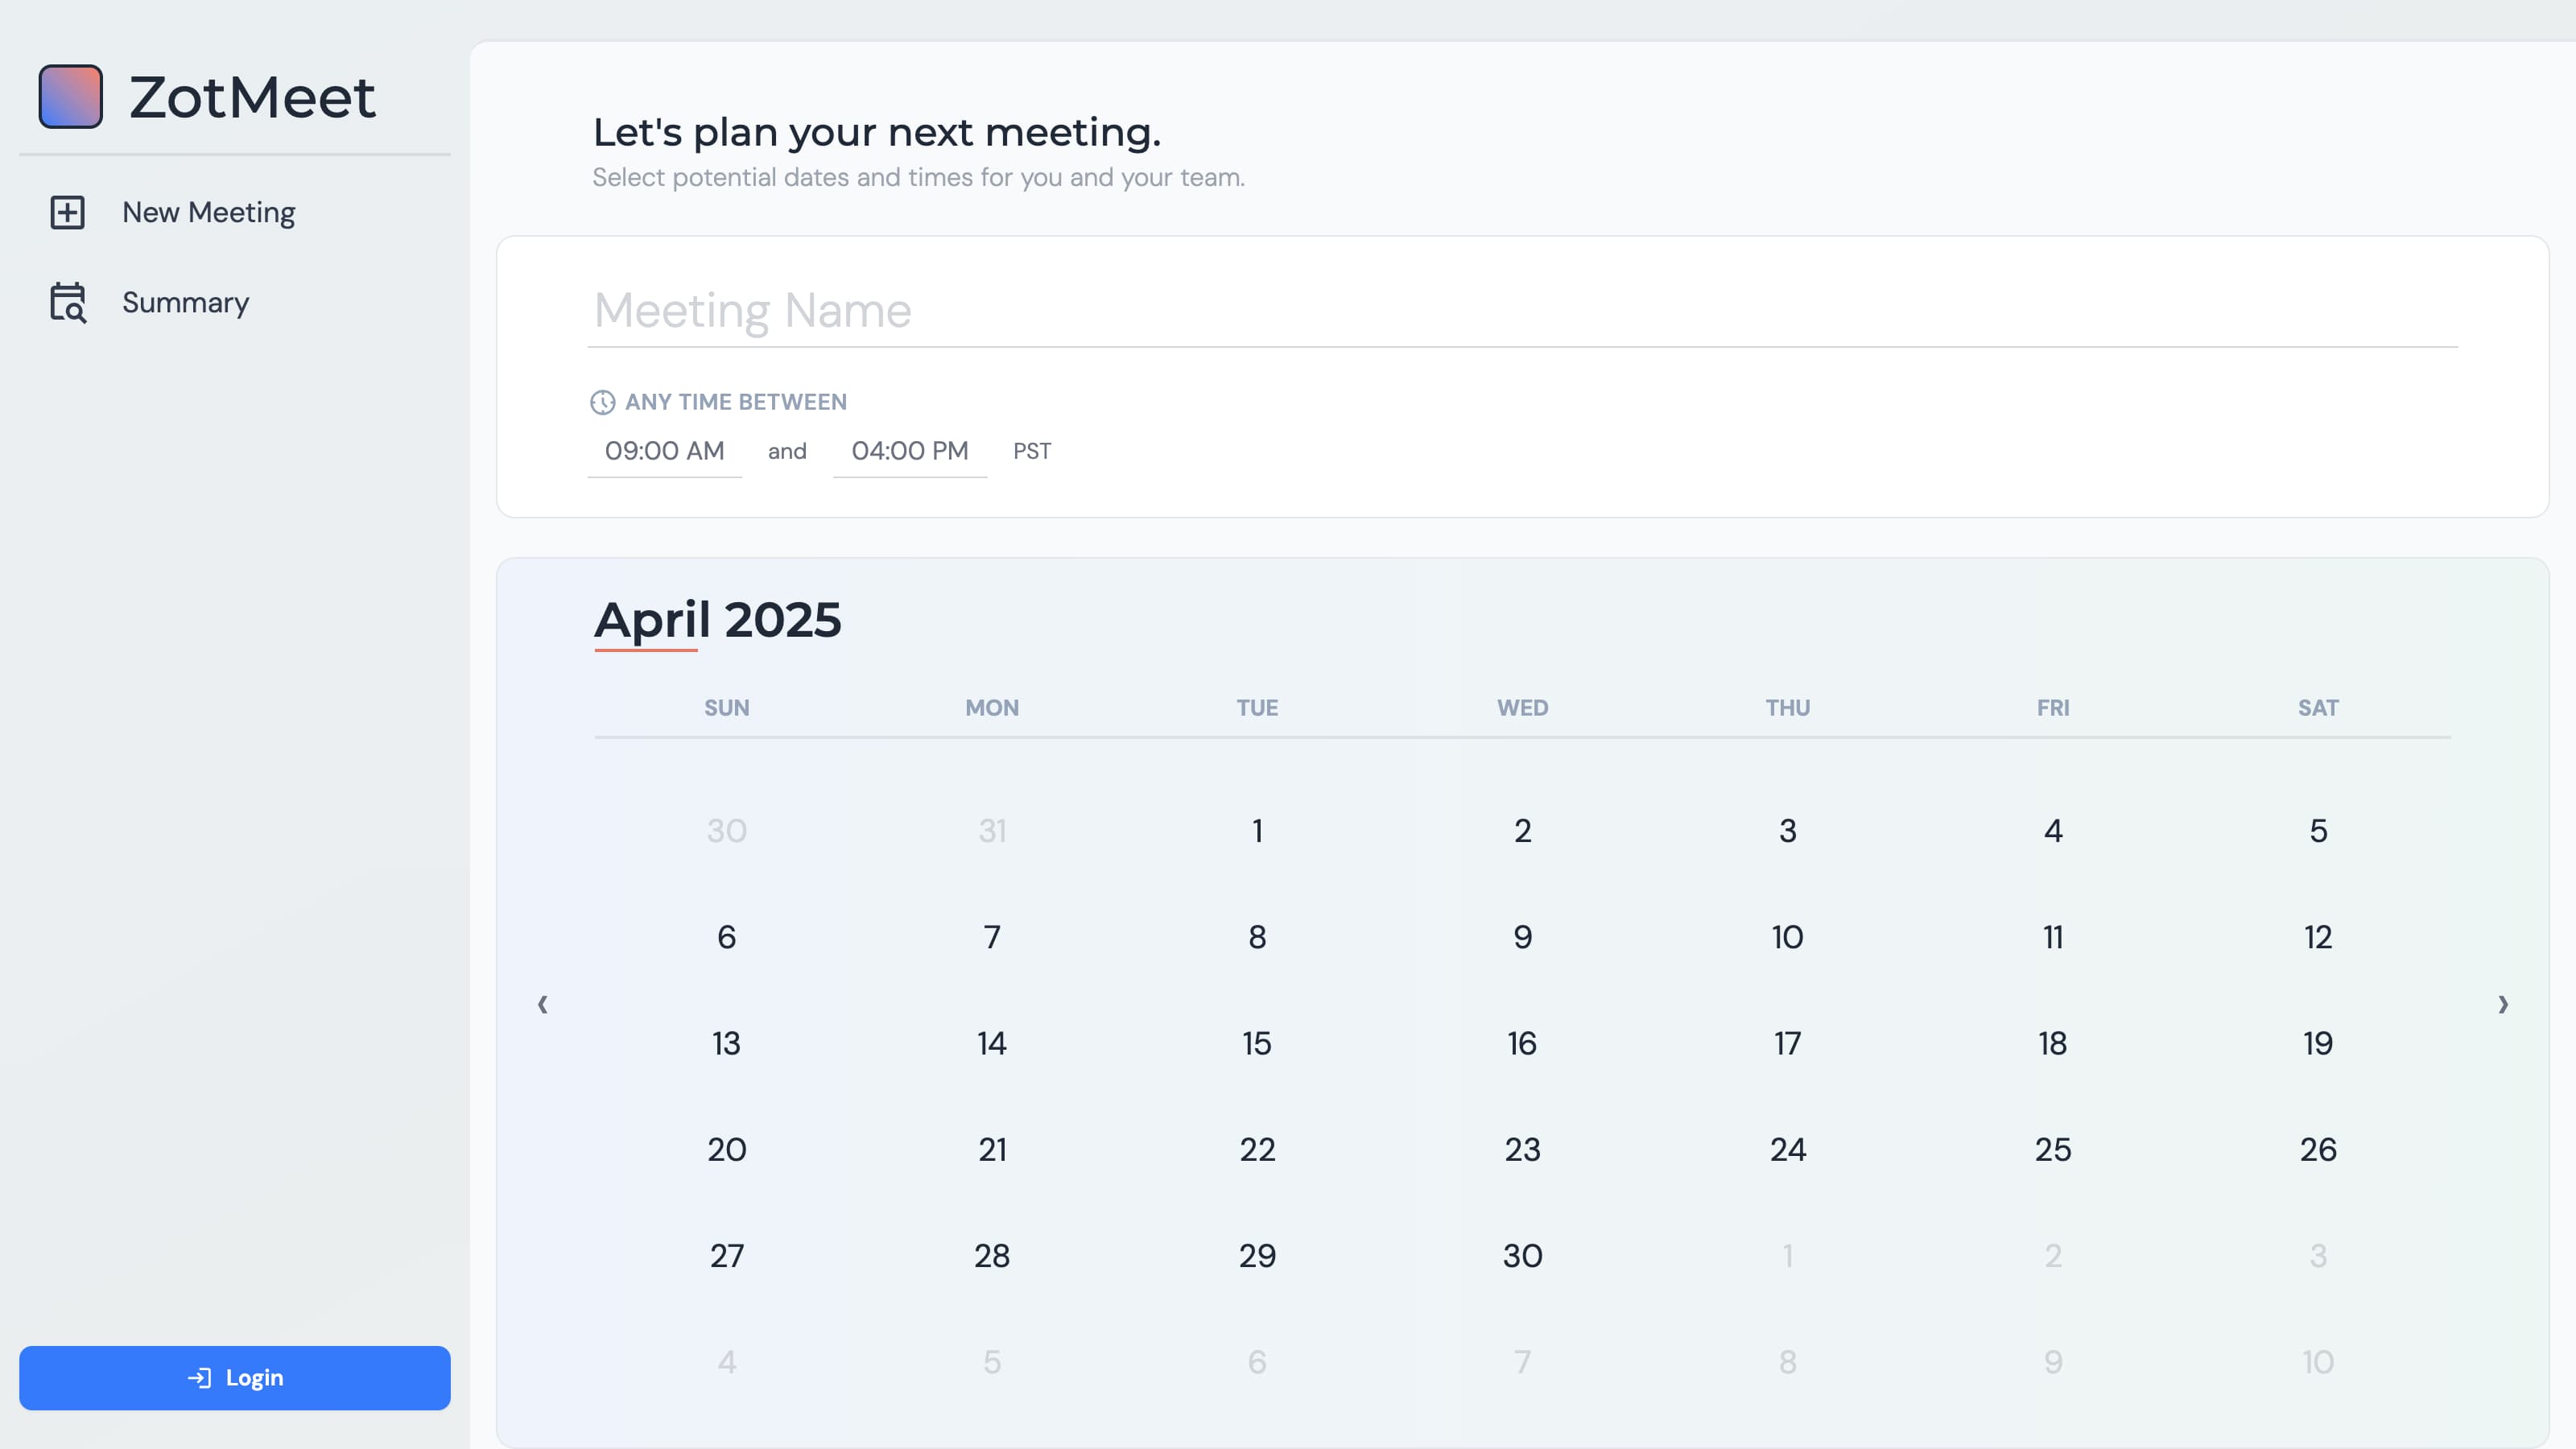 ZotMeet
New Meeting
Summary
Login
Let's plan your next meeting.
Select potential dates and times for you and your team.
Meeting Name
ANY TIME BETWEEN
09:00 AM and 04:00 PM PST
April 2025
SUN MON TUE WED THU FRI SAT
30 31 1 2 3 4 5
6 7 8 9 10 11 12
‹ ›
13 14 15 16 17 18 19
20 21 22 23 24 25 26
27 28 29 30 1 2 3
4 5 6 7 8 9 10